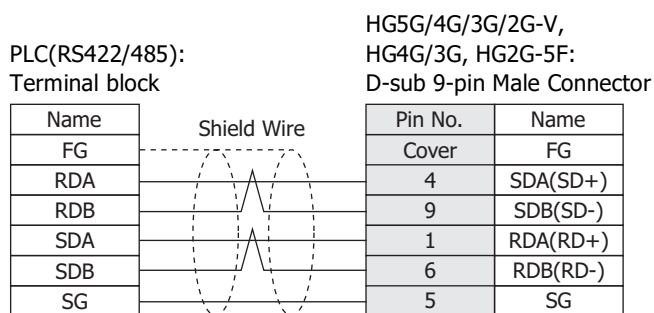 PLC(RS422/485):
Terminal block
HG5G/4G/3G/2G-V,
HG4G/3G, HG2G-5F:
D-sub 9-pin Male Connector
Name Shield Wire Pin No. Name
FG Cover FG
RDA 4 SDA(SD+)
RDB 9 SDB(SD-)
SDA 1 RDA(RD+)
SDB 6 RDB(RD-)
SG 5 SG